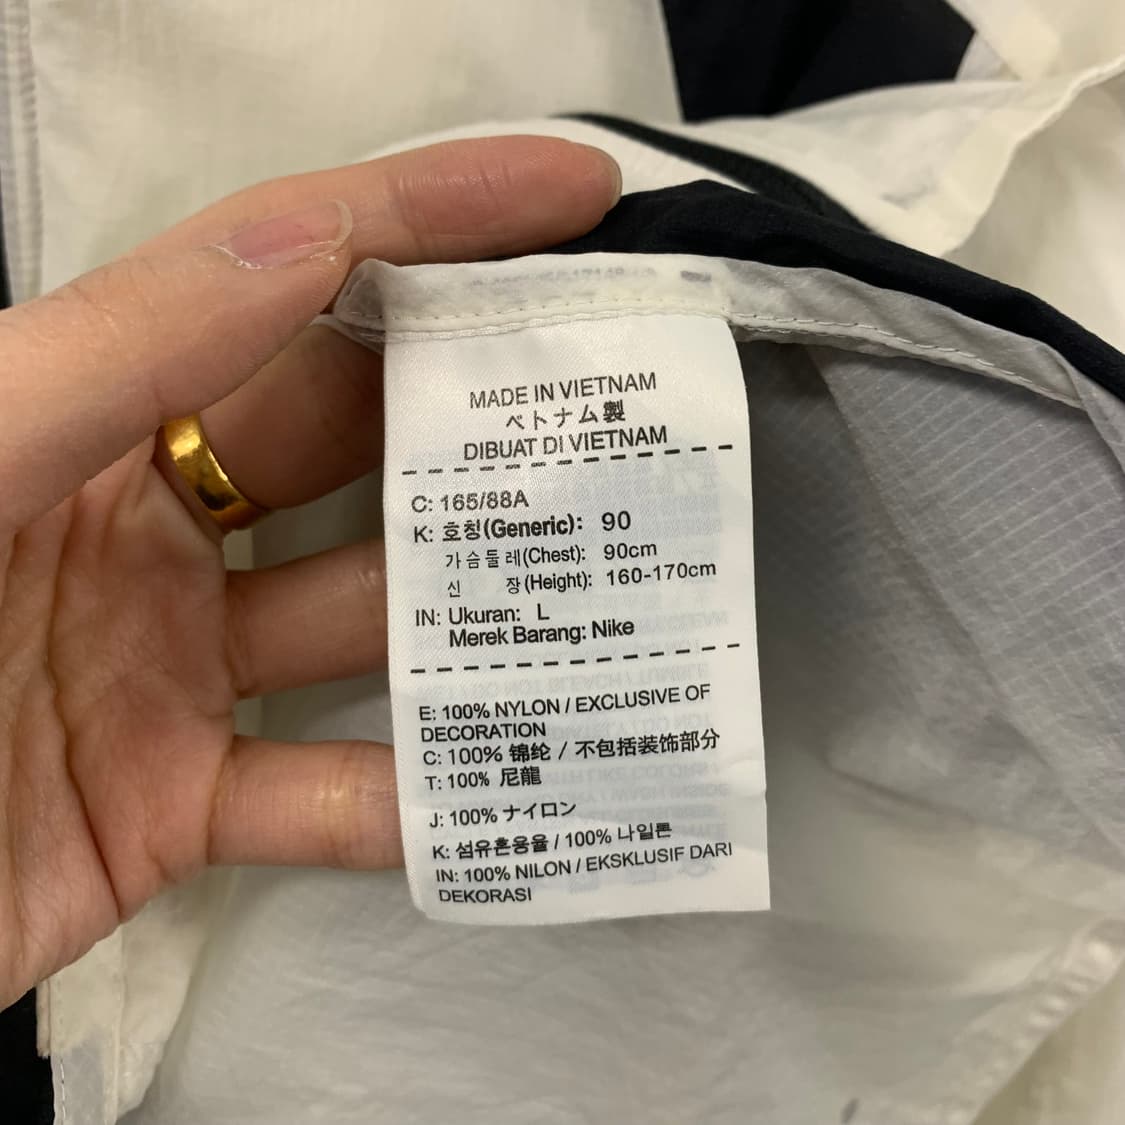 MADE IN VIETNAM
ベトナム製
DIBUAT DI VIETNAM
C: 165/88A
K: 호칭(Generic): 90
가슴둘레(Chest): 90cm
신 장(Height): 160-170cm
IN: Ukuran: L
Merek Barang: Nike
E: 100% NYLON / EXCLUSIVE OF
DECORATION
C: 100% 锦纶 / 不包括装饰部分
T: 100% 尼龍
J: 100% ナイロン
K: 섬유혼용율 / 100% 나일론
IN: 100% NILON / EKSKLUSIF DARI
DEKORASI